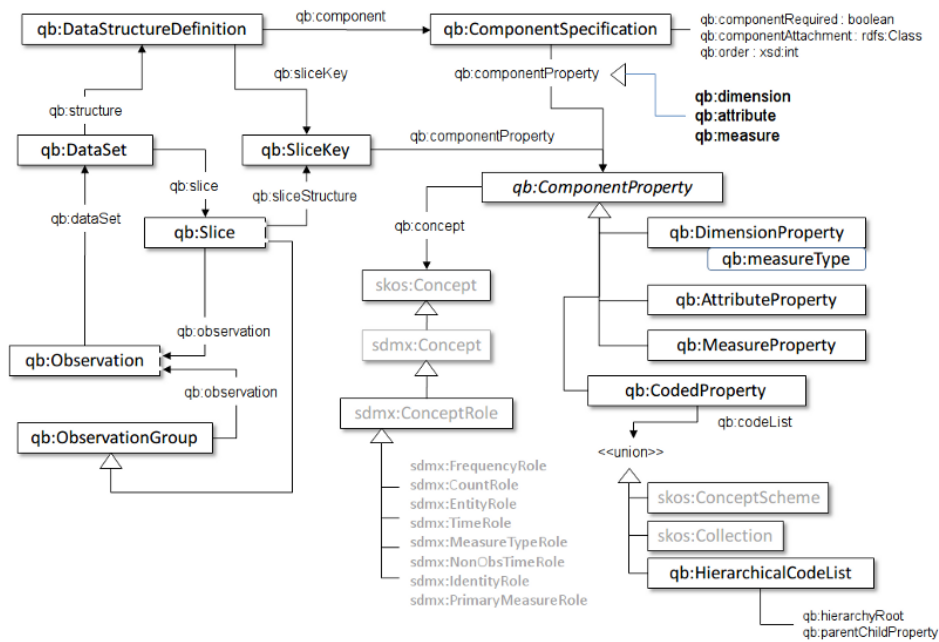 qb:DataStructureDefinition
qb:component
qb:ComponentSpecification
qb:componentRequired : boolean
qb:componentAttachment : rdfs:Class
qb:order : xsd:int
qb:sliceKey
qb:componentProperty
qb:dimension
qb:attribute
qb:measure
qb:structure
qb:DataSet
qb:SliceKey
qb:componentProperty
qb:slice
qb:sliceStructure
qb:ComponentProperty
qb:dataSet
qb:Slice
qb:concept
qb:DimensionProperty
qb:measureType
skos:Concept
qb:AttributeProperty
qb:observation
sdmx:Concept
qb:MeasureProperty
qb:Observation
qb:observation
qb:CodedProperty
sdmx:ConceptRole
qb:codeList
qb:ObservationGroup
<<union>>
sdmx:FrequencyRole
sdmx:CountRole
sdmx:EntityRole
sdmx:TimeRole
sdmx:MeasureTypeRole
sdmx:NonObsTimeRole
sdmx:IdentityRole
sdmx:PrimaryMeasureRole
skos:ConceptScheme
skos:Collection
qb:HierarchicalCodeList
qb:hierarchyRoot
qb:parentChildProperty